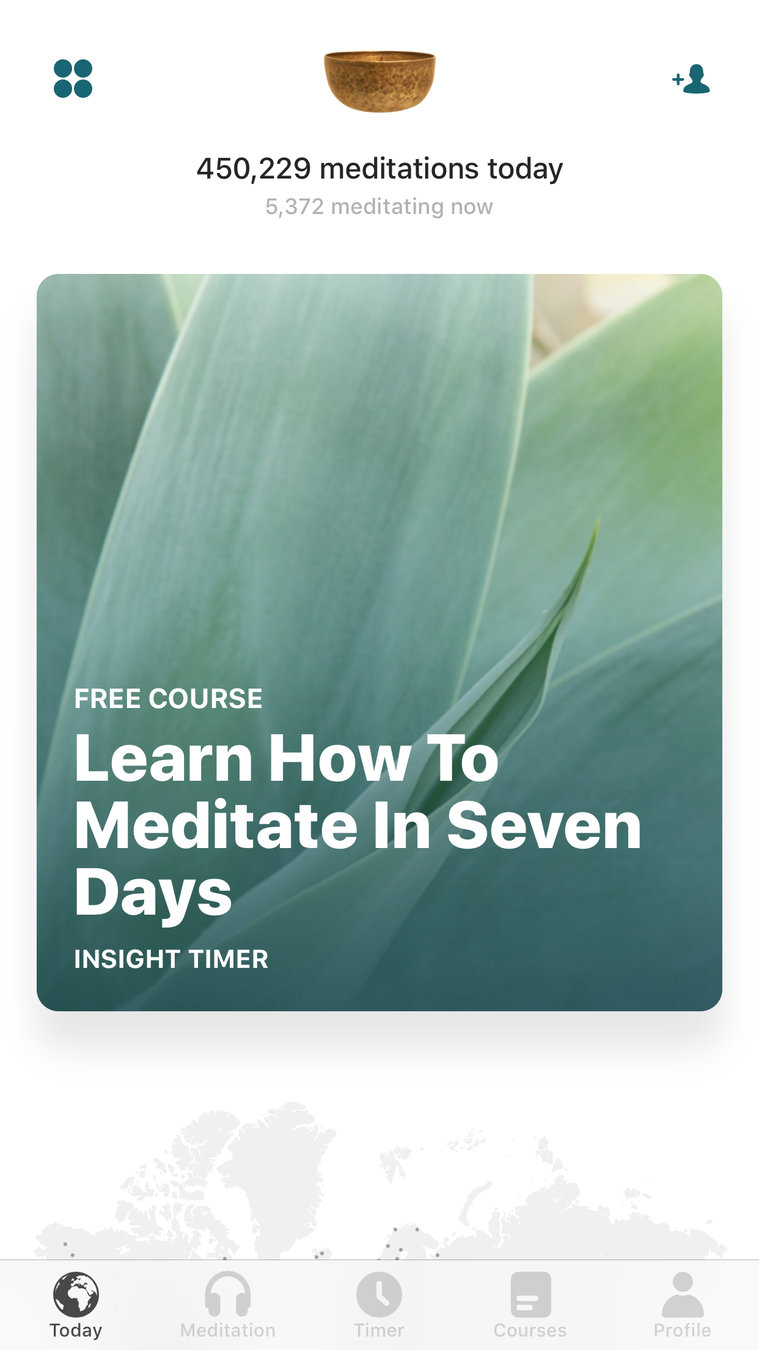 450,229 meditations today
5,372 meditating now
FREE COURSE
Learn How To
Meditate In Seven
Days
INSIGHT TIMER
Today
Meditation
Timer
Courses
Profile